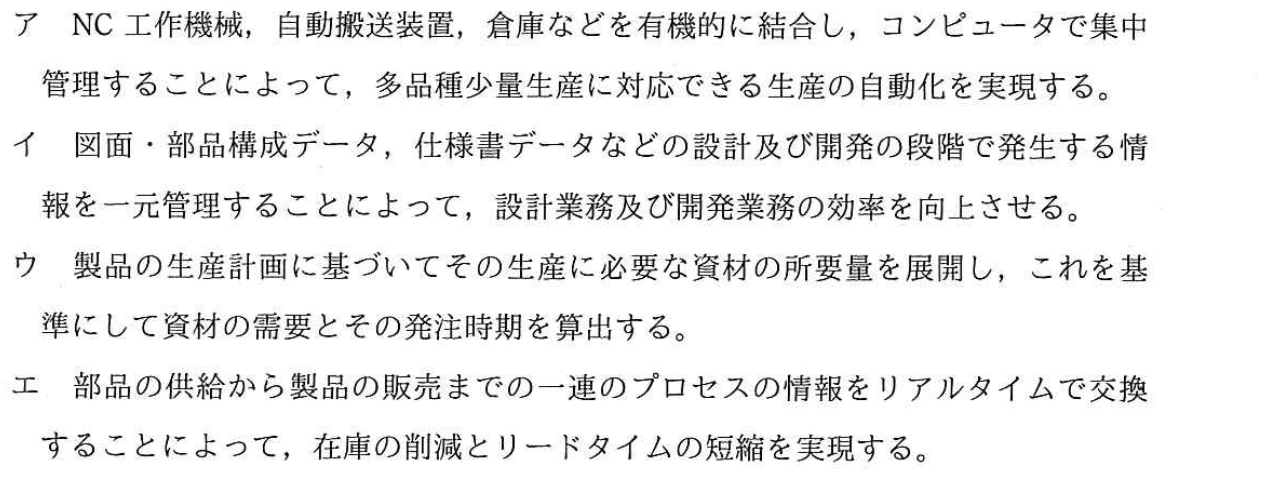 ア　NC 工作機械，自動搬送装置，倉庫などを有機的に結合し，コンピュータで集中
管理することによって，多品種少量生産に対応できる生産の自動化を実現する。
イ　図面・部品構成データ，仕様書データなどの設計及び開発の段階で発生する情
報を一元管理することによって，設計業務及び開発業務の効率を向上させる。
ウ　製品の生産計画に基づいてその生産に必要な資材の所要量を展開し，これを基
準にして資材の需要とその発注時期を算出する。
エ　部品の供給から製品の販売までの一連のプロセスの情報をリアルタイムで交換
することによって，在庫の削減とリードタイムの短縮を実現する。